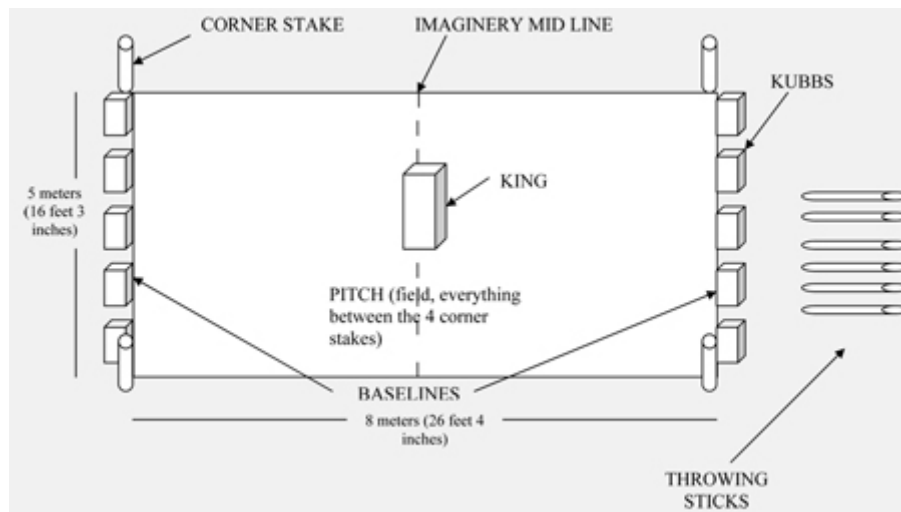 CORNER STAKE
IMAGINERY MID LINE
KUBBS
KING
5 meters
(16 feet 3
inches)
PITCH (field, everything
between the 4 corner
stakes)
BASELINES
8 meters (26 feet 4
inches)
THROWING
STICKS